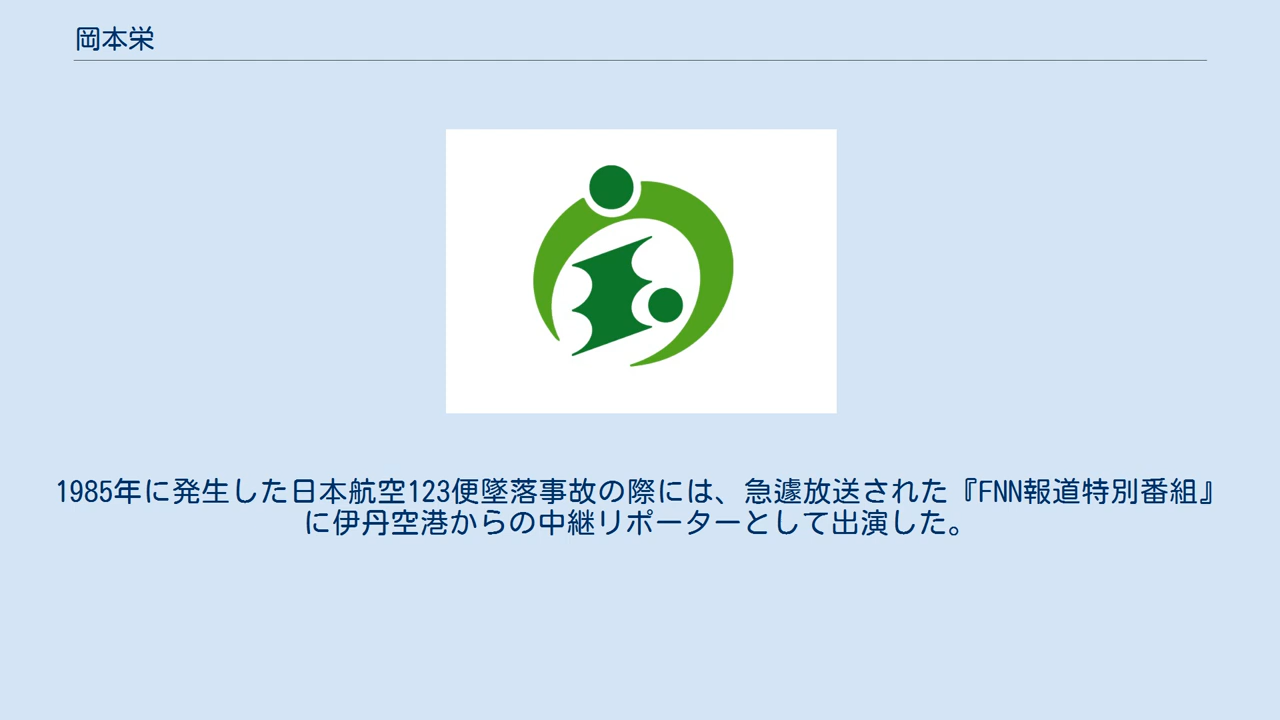 岡本栄
1985年に発生した日本航空123便墜落事故の際には、急遽放送された『FNN報道特別番組』
に伊丹空港からの中継リポーターとして出演した。